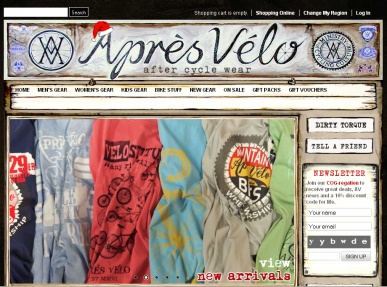 Search
Shopping cart is empty | Shopping Online | Change My Region | Log In
Après Vélo
after cycle wear
HOME MEN'S GEAR WOMEN'S GEAR KIDS GEAR BIKE STUFF NEW GEAR ON SALE GIFT PACKS GIFT VOUCHERS
DIRTY TORQUE
TELL A FRIEND
NEWSLETTER
Join our COG-regation to
receive great deals, AV
news and a 10% discount
code for life.
Your name
Your email
y y b w d e
SIGN UP
29
VELOSITY
MOUNTAIN
Après Vélo
APRÈS VÉLO
view
new arrivals